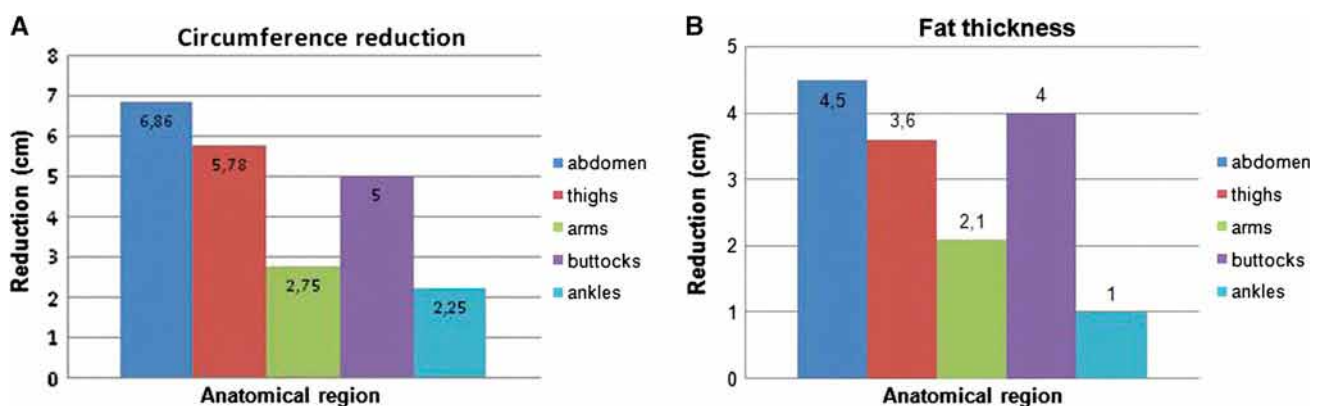 A
Circumference reduction
8
7
6
5
4
3
2
1
0
Reduction (cm)
6,86
5,78
2,75
5
2,25
Anatomical region
abdomen
thighs
arms
buttocks
ankles
B
Fat thickness
5
4
3
2
1
0
Reduction (cm)
4,5
3,6
2,1
4
1
Anatomical region
abdomen
thighs
arms
buttocks
ankles